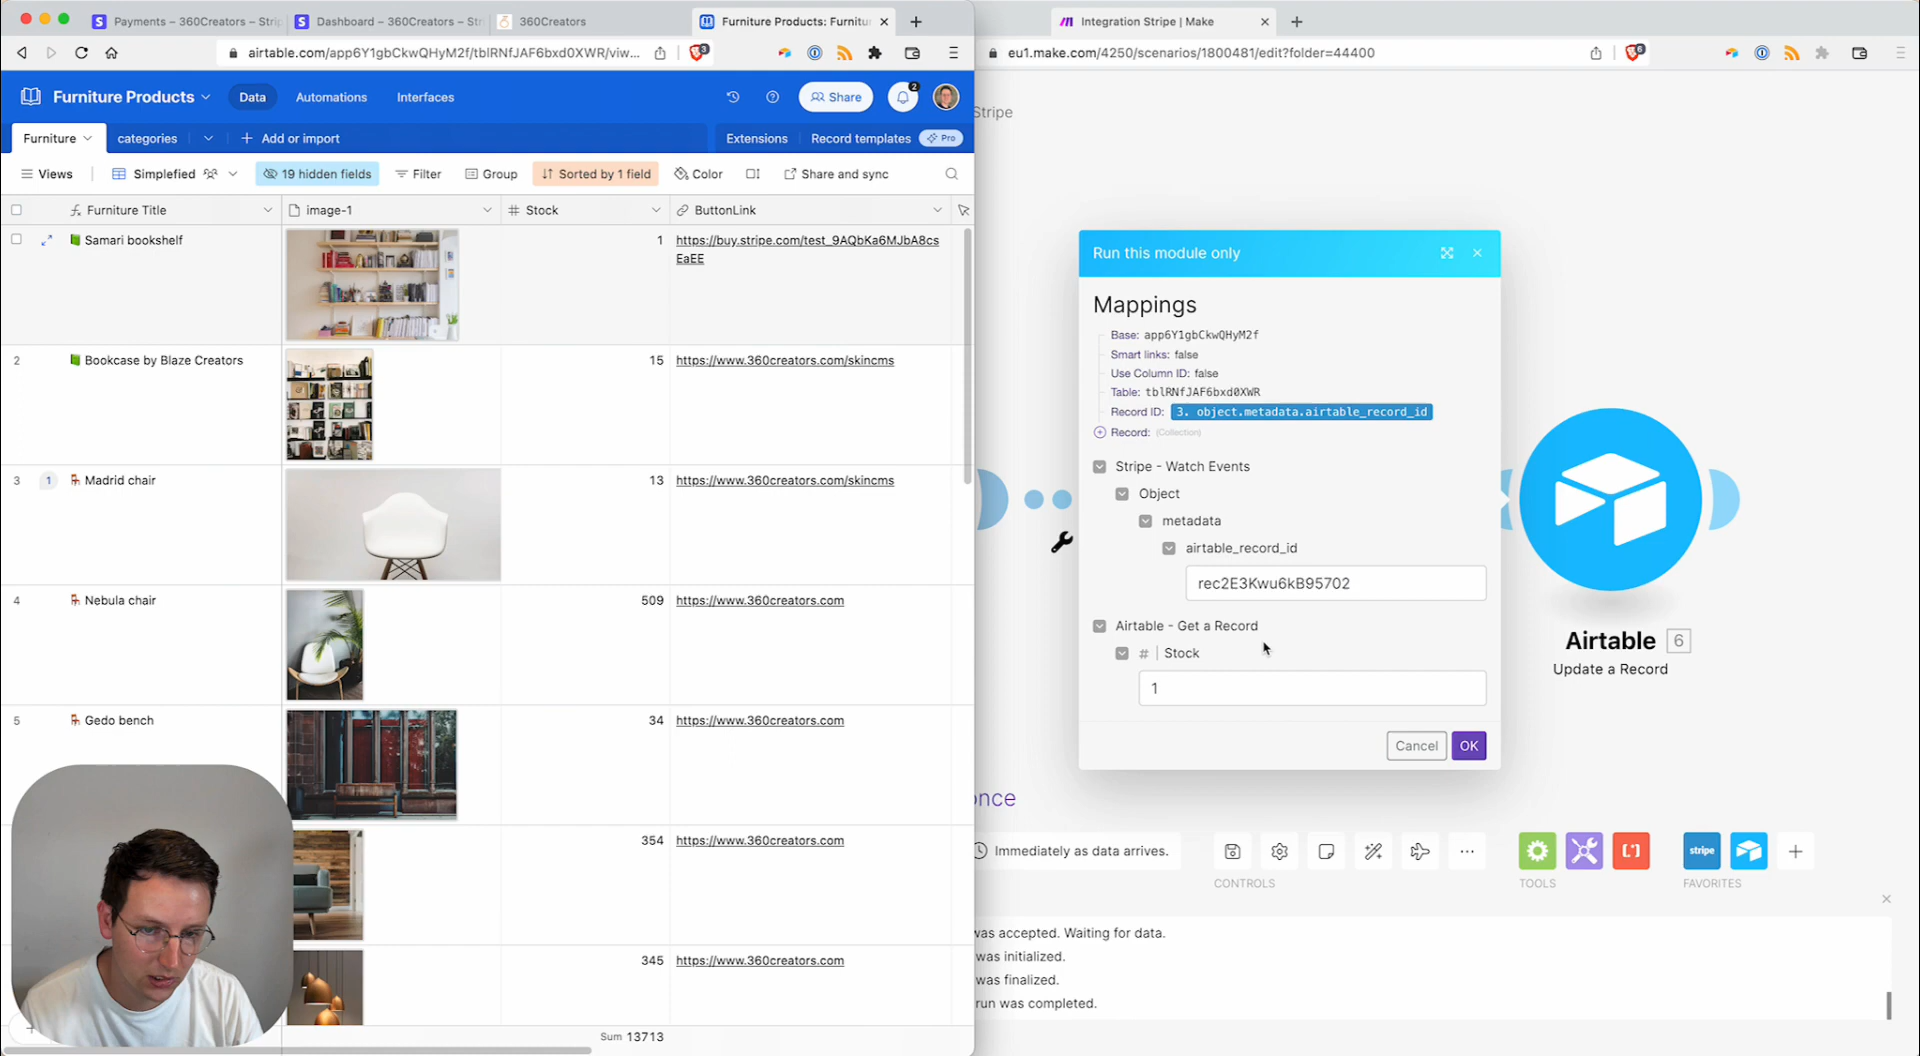 Payments – 360Creators – Strip
Dashboard – 360Creators – Str
360Creators
Furniture Products: Furnitur
Integration Stripe | Make
airtable.com/app6Y1gbCkwQHyM2f/tblRNfJAF6bxd0XWR/viw...
3
eu1.make.com/4250/scenarios/1800481/edit?folder=44400
6
Furniture Products
Data
Automations
Interfaces
Share
2
Stripe
Furniture
categories
Add or import
Extensions
Record templates
Pro
Views
Simplefied
19 hidden fields
Filter
Group
Sorted by 1 field
Color
Share and sync
Furniture Title
image-1
# Stock
ButtonLink
Samari bookshelf
1
https://buy.stripe.com/test_9AQbKa6MJbA8cs
EaEE
2
Bookcase by Blaze Creators
15
https://www.360creators.com/skincms
3
1
Madrid chair
13
https://www.360creators.com/skincms
4
Nebula chair
509
https://www.360creators.com
5
Gedo bench
34
https://www.360creators.com
354
https://www.360creators.com
345
https://www.360creators.com
Sum 13713
Run this module only
Mappings
Base: app6Y1gbCkwQHyM2f
Smart links: false
Use Column ID: false
Table: tblRNfJAF6bxd0XWR
Record ID: 3. object.metadata.airtable_record_id
Record: (Collection)
Stripe - Watch Events
Object
metadata
airtable_record_id
rec2E3Kwu6kB95702
Airtable - Get a Record
# | Stock
1
Cancel
OK
Airtable 6
Update a Record
once
Immediately as data arrives.
stripe
CONTROLS
TOOLS
FAVORITES
was accepted. Waiting for data.
was initialized.
was finalized.
run was completed.